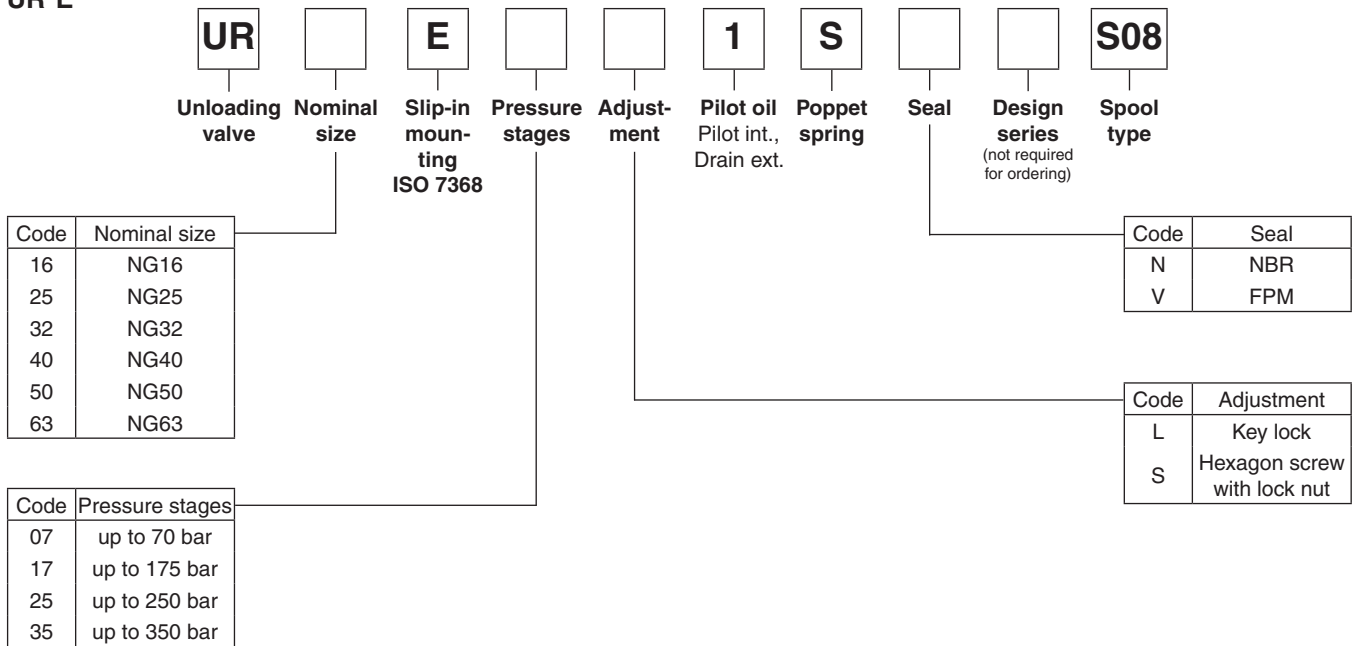 UR*E*
UR E 1 S S08
Unloading valve
Nominal size
Slip-in moun-
ting
ISO 7368
Pressure stages
Adjust-
ment
Pilot oil
Pilot int.,
Drain ext.
Poppet spring
Seal
Design series
(not required
for ordering)
Spool type
Code Nominal size
16 NG16
25 NG25
32 NG32
40 NG40
50 NG50
63 NG63
Code Pressure stages
07 up to 70 bar
17 up to 175 bar
25 up to 250 bar
35 up to 350 bar
Code Seal
N NBR
V FPM
Code Adjustment
L Key lock
S Hexagon screw
with lock nut